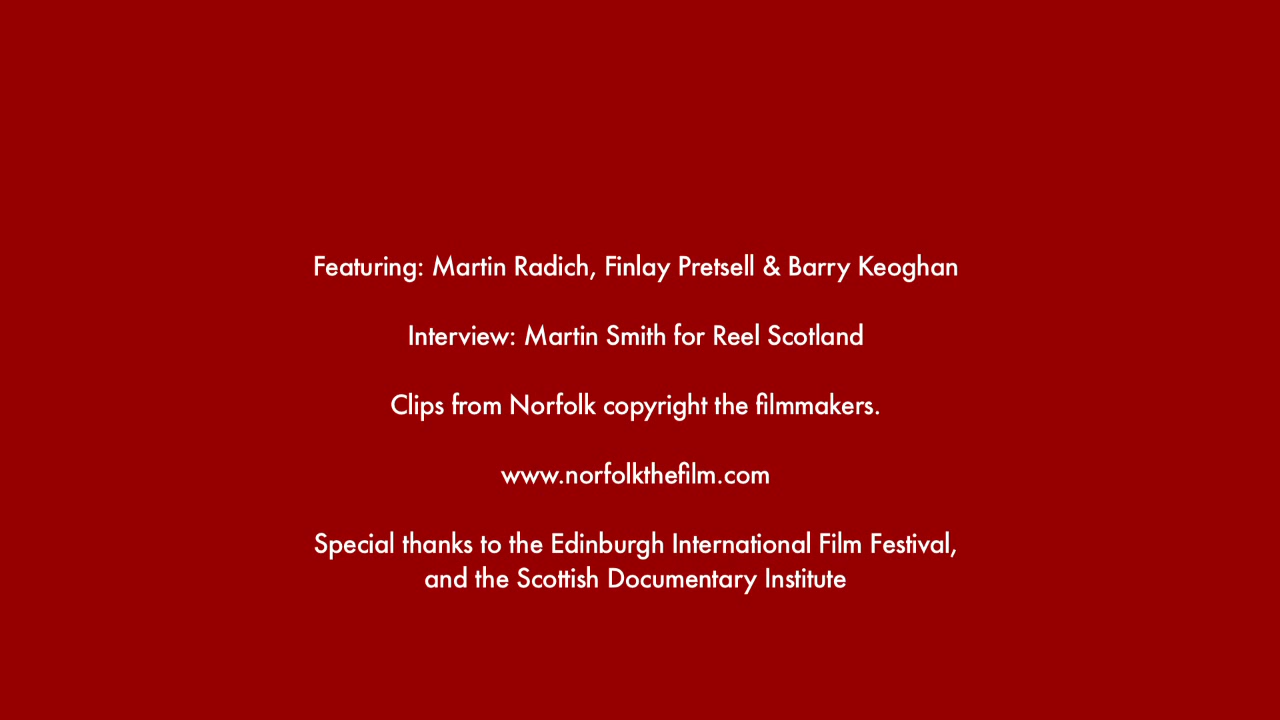 Featuring: Martin Radich, Finlay Pretsell & Barry Keoghan
Interview: Martin Smith for Reel Scotland
Clips from Norfolk copyright the filmmakers.
www.norfolkthefilm.com
Special thanks to the Edinburgh International Film Festival,
and the Scottish Documentary Institute